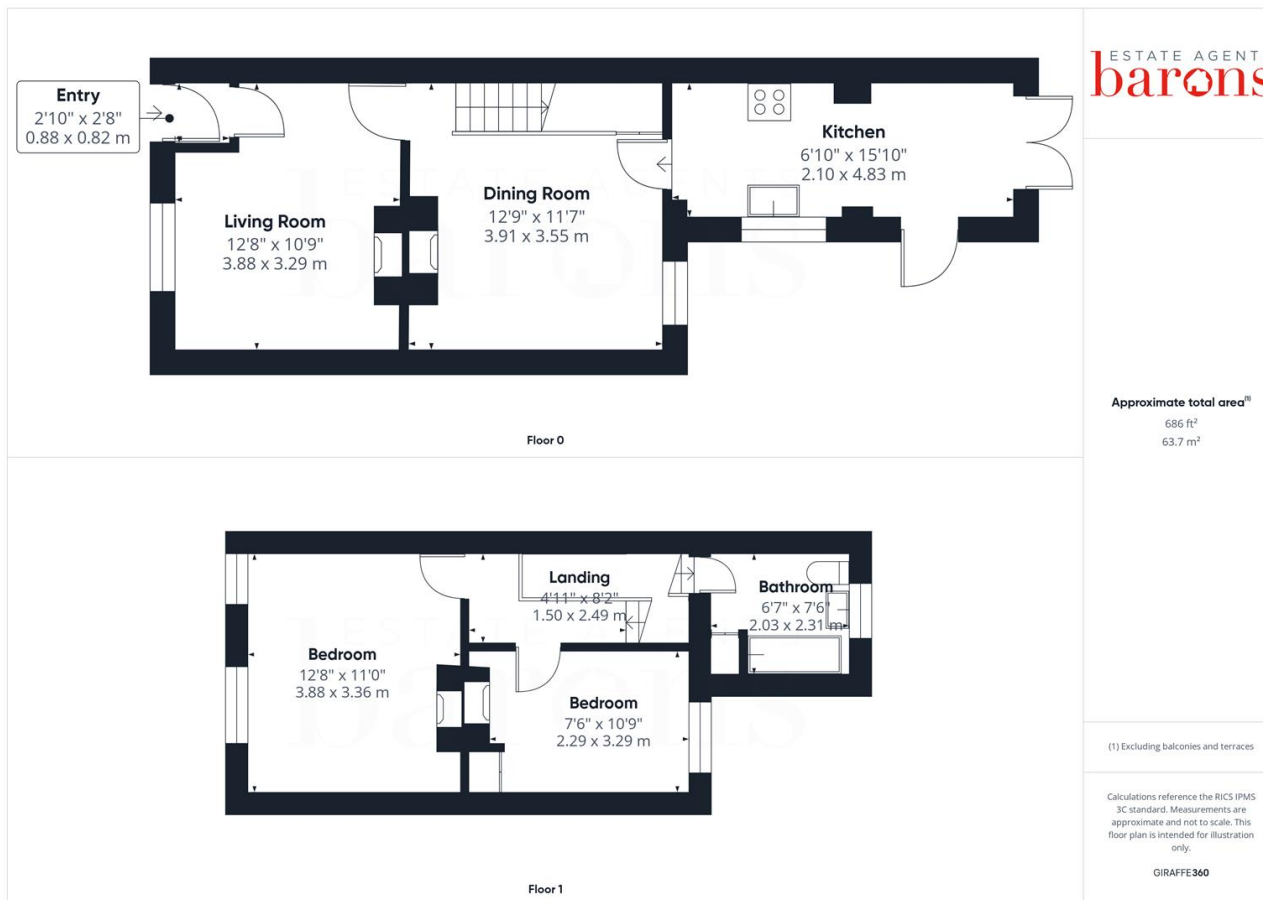 Entry
2'10" x 2'8"
0.88 x 0.82 m
Living Room
12'8" x 10'9"
3.88 x 3.29 m
Dining Room
12'9" x 11'7"
3.91 x 3.55 m
Kitchen
6'10" x 15'10"
2.10 x 4.83 m
Floor 0
Bedroom
12'8" x 11'0"
3.88 x 3.36 m
Landing
4'11" x 8'2"
1.50 x 2.49 m
Bedroom
7'6" x 10'9"
2.29 x 3.29 m
Bathroom
6'7" x 7'6"
2.03 x 2.31 m
Floor 1
ESTATE AGENT
barons
Approximate total area(1)
686 ft²
63.7 m²
(1) Excluding balconies and terraces
Calculations reference the RICS IPMS
3C standard. Measurements are
approximate and not to scale. This
floor plan is intended for illustration
only.
GIRAFFE360